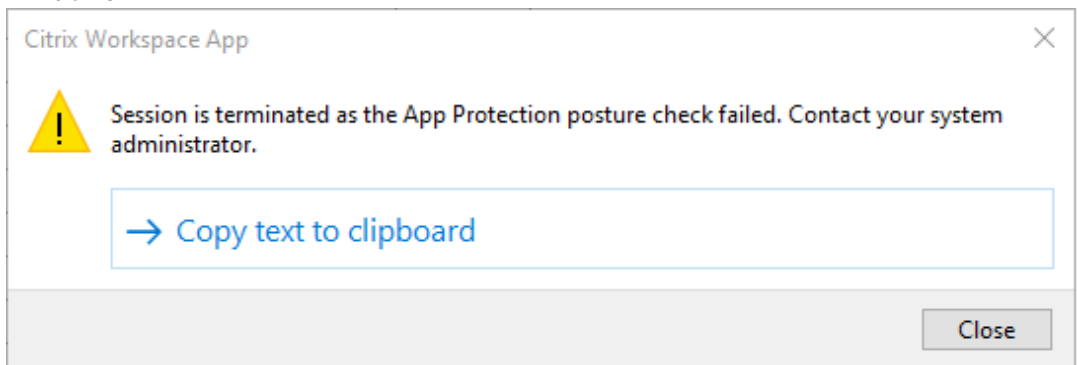 Citrix Workspace App
Session is terminated as the App Protection posture check failed. Contact your system
administrator.
→ Copy text to clipboard
Close